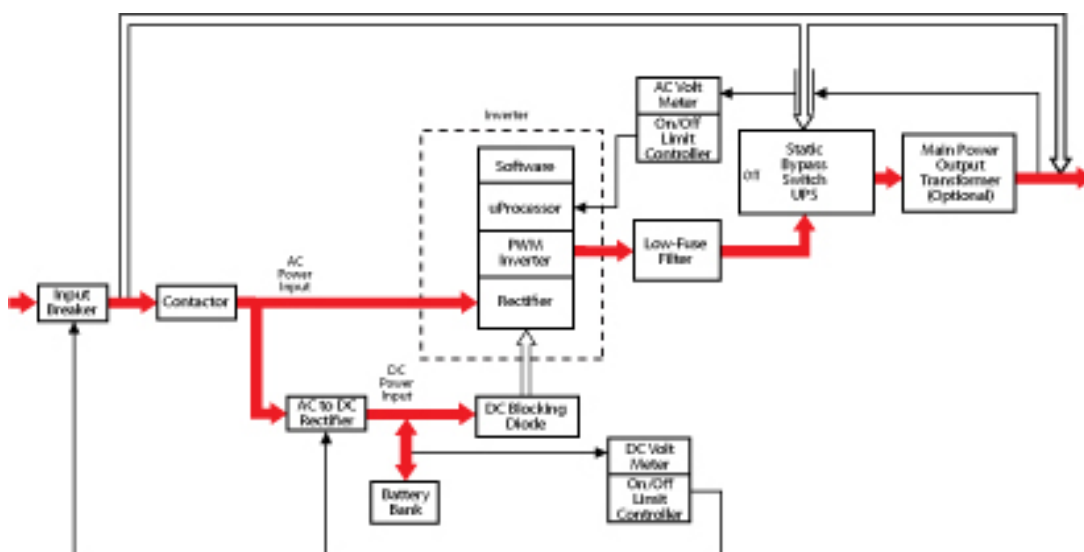 Inverter
AC Volt
Meter
On/Off
Limit
Controller
Software
uProcessor
PWM
Inverter
Rectifier
Off
Static
Bypass
Switch
UPS
Main Power
Output
Transformer
(Optional)
Low-Fuse
Filter
AC
Power
Input
Input
Breaker
Contactor
DC
Power
Input
AC to DC
Rectifier
DC Blocking
Diode
Battery
Bank
DC Volt
Meter
On/Off
Limit
Controller